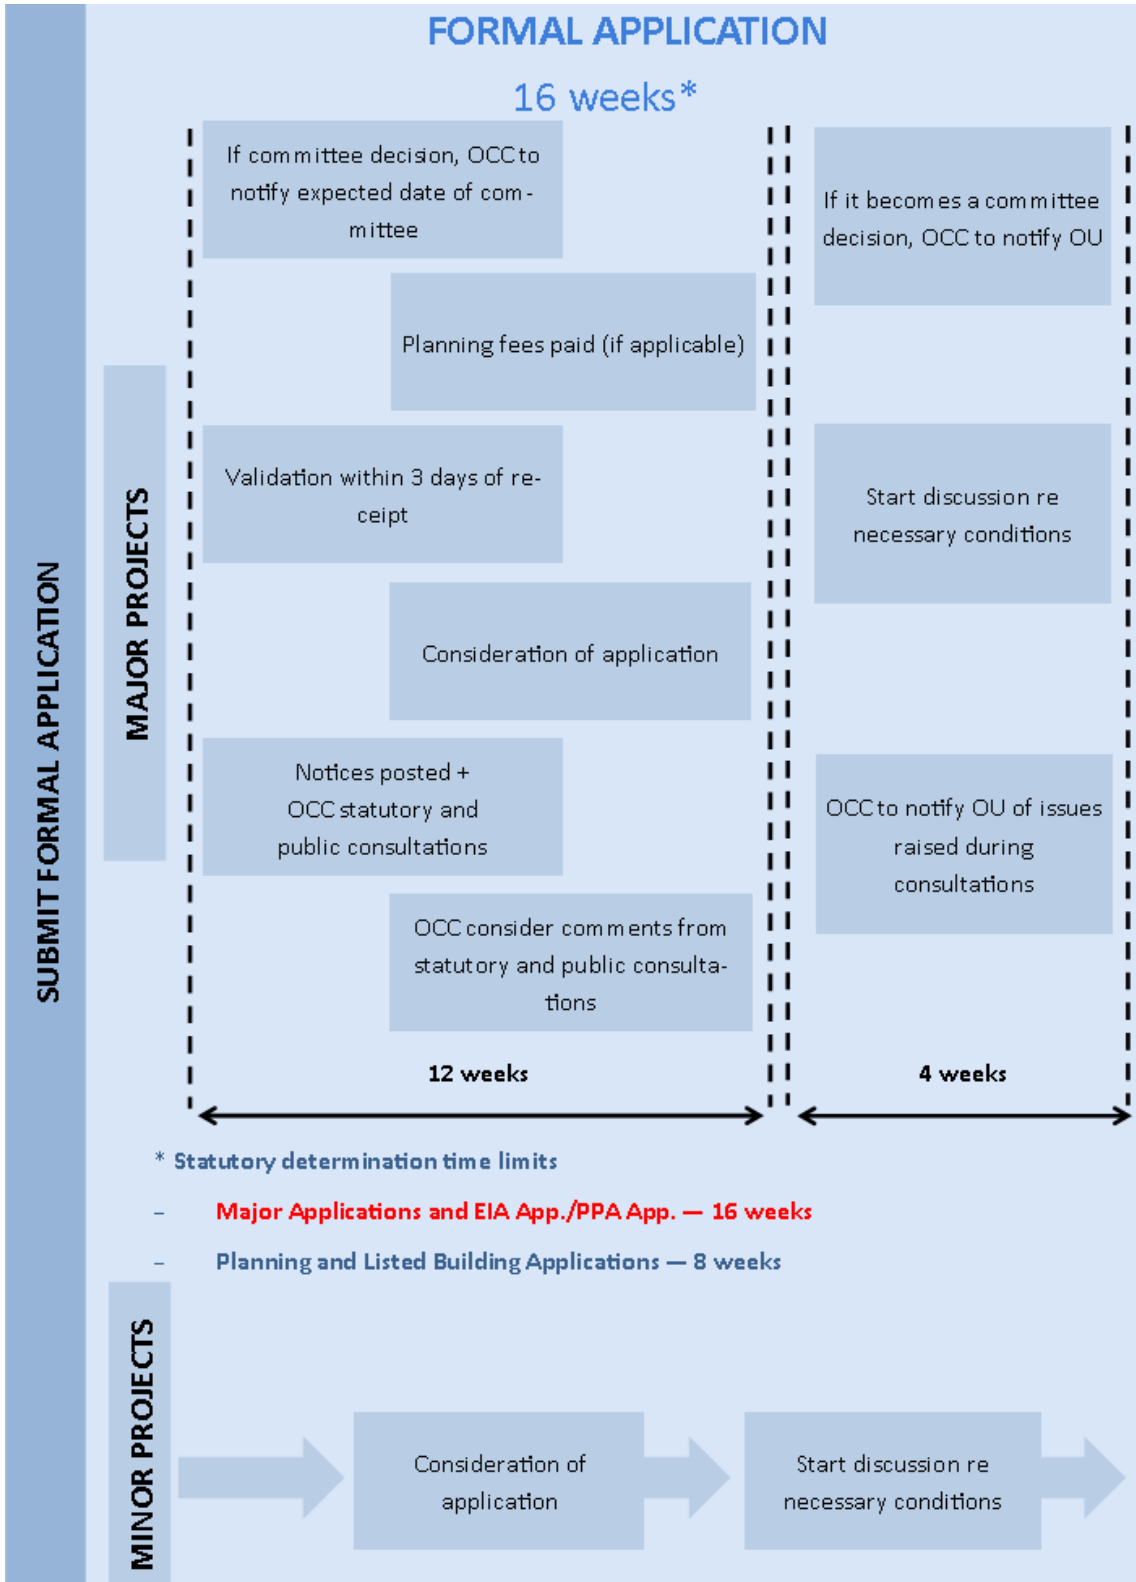 FORMAL APPLICATION
16 weeks*
SUBMIT FORMAL APPLICATION
MAJOR PROJECTS
If committee decision, OCC to
notify expected date of com-
mittee
Planning fees paid (if applicable)
Validation within 3 days of re-
ceipt
Consideration of application
Notices posted +
OCC statutory and
public consultations
OCC consider comments from
statutory and public consulta-
tions
12 weeks
If it becomes a committee
decision, OCC to notify OU
Start discussion re
necessary conditions
OCC to notify OU of issues
raised during
consultations
4 weeks
* Statutory determination time limits
– Major Applications and EIA App./PPA App. — 16 weeks
– Planning and Listed Building Applications — 8 weeks
MINOR PROJECTS
Consideration of
application
Start discussion re
necessary conditions